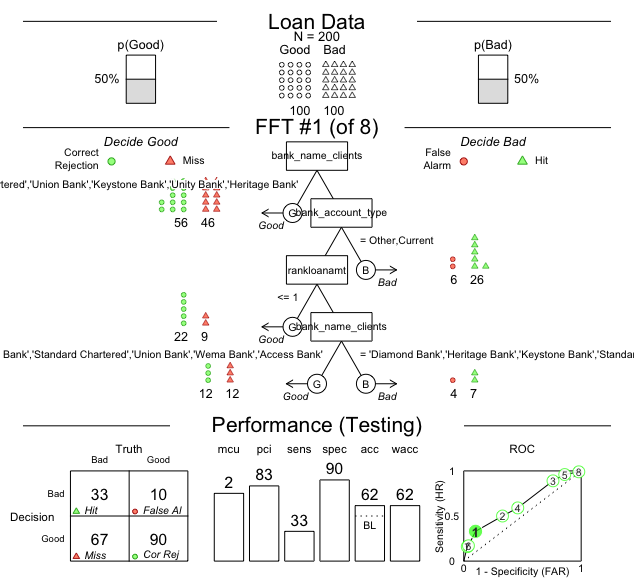 Loan Data
N = 200
p(Good)
Good Bad
p(Bad)
50%
50%
100 100
FFT #1 (of 8)
Decide Good
Decide Bad
Correct Rejection
Miss
False Alarm
Hit
bank_name_clients
rtered','Union Bank','Keystone Bank','Unity Bank','Heritage Bank'
G
Good
bank_account_type
56 46
= Other,Current
rankloanamt
B
Bad
6 26
<= 1
G
Good
bank_name_clients
22 9
Bank','Standard Chartered','Union Bank','Wema Bank','Access Bank'
= 'Diamond Bank','Heritage Bank','Keystone Bank','Standar
G
Good
B
Bad
12 12
4 7
Performance (Testing)
Truth
Bad Good
mcu pci sens spec acc wacc
ROC
Decision
Bad
33
Hit
10
False Al
Good
67
Miss
90
Cor Rej
2 83 33 90 62 62
BL
Sensitivity (HR)
1
0.5
0
1 2 4 3 5 8
0 1
1 - Specificity (FAR)